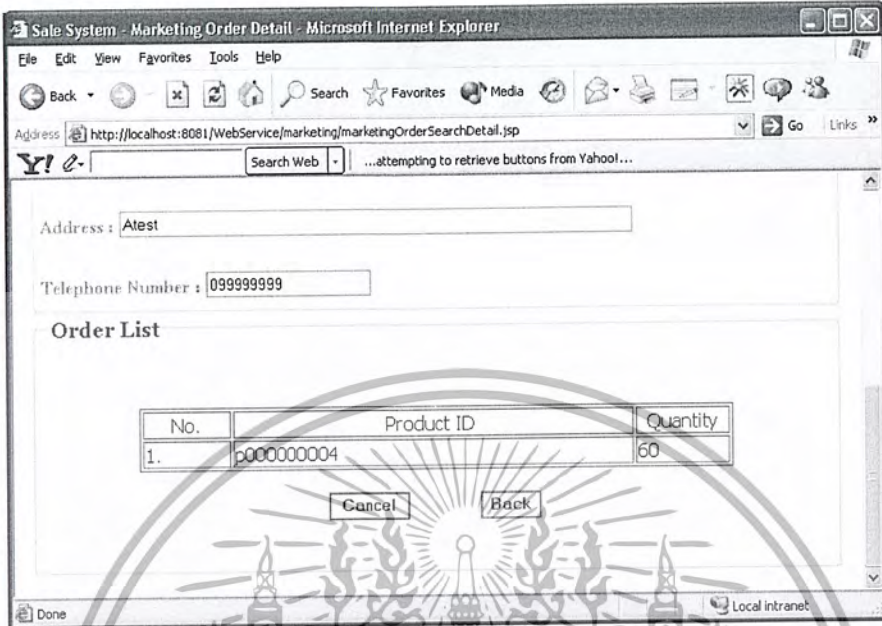 Sale System - Marketing Order Detail - Microsoft Internet Explorer
File Edit View Favorites Tools Help
Back Search Favorites Media
Address http://localhost:8081/WebService/marketing/marketingOrderSearchDetail.jsp Go Links »
Y! Search Web ...attempting to retrieve buttons from Yahoo!...
Address : Atest
Telephone Number : 099999999
Order List
No. Product ID Quantity
1. p000000004 60
Cancel Back
Done Local intranet